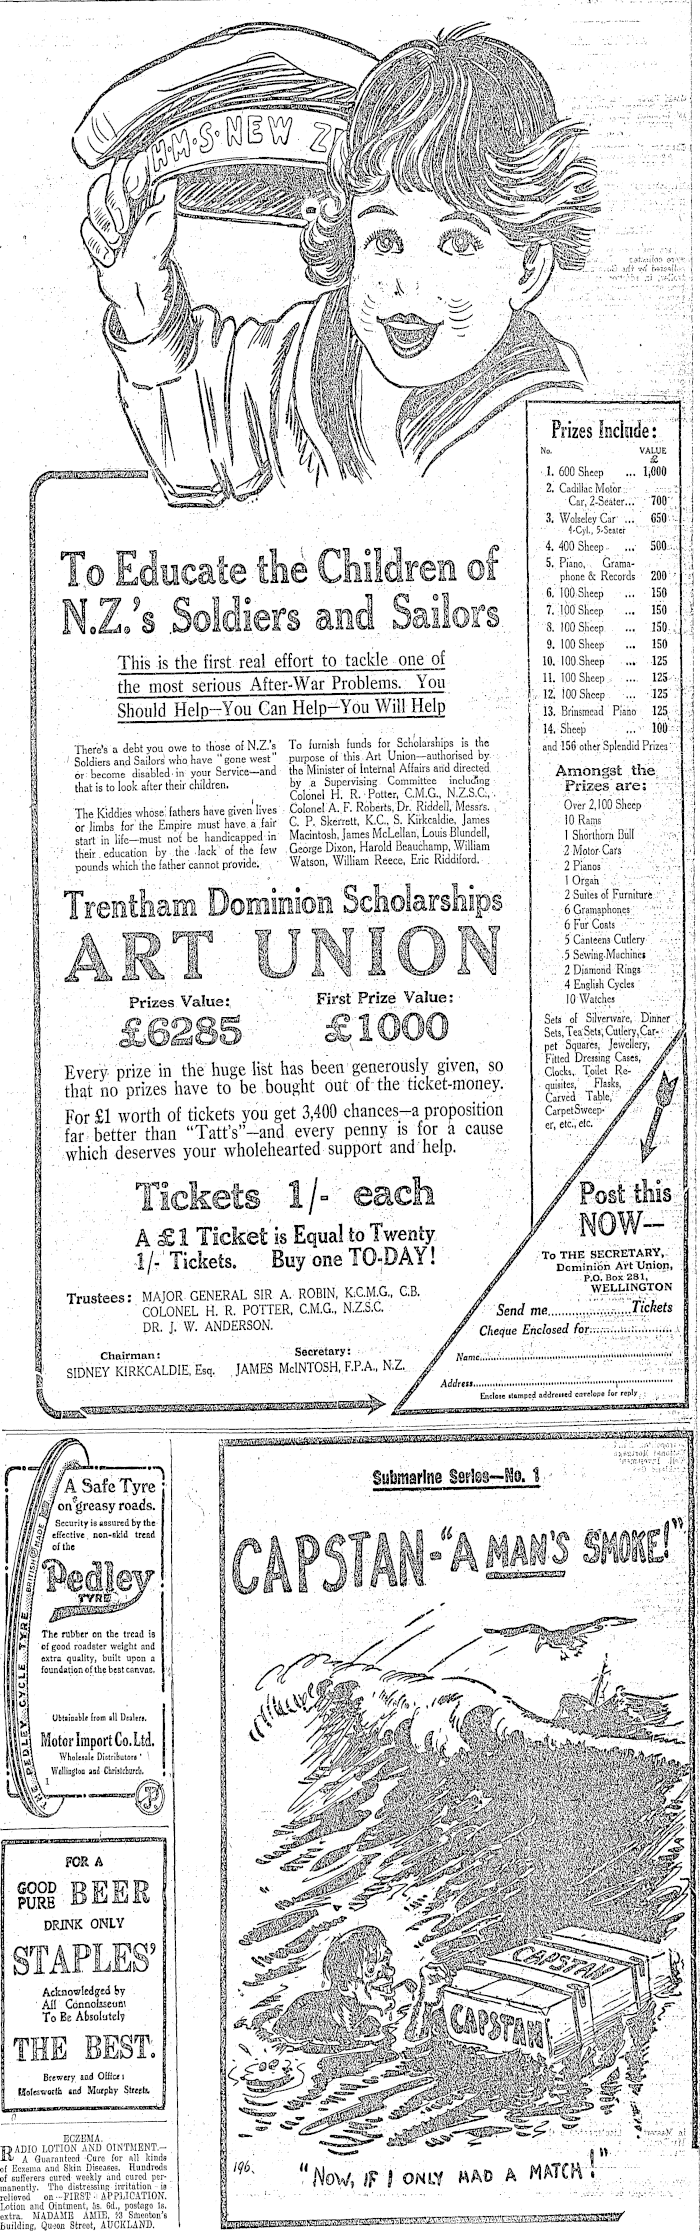 H·M·S·NEW Z
To Educate the Children of
N.Z.'s Soldiers and Sailors
This is the first real effort to tackle one of
the most serious After-War Problems. You
Should Help—You Can Help—You Will Help
There's a debt you owe to those of N.Z.'s
Soldiers and Sailors who have "gone west"
or become disabled in your Service—and
that is to look after their children.
The Kiddies whose fathers have given lives
or limbs for the Empire must have a fair
start in life—must not be handicapped in
their education by the lack of the few
pounds which the father cannot provide.
To furnish funds for Scholarships is the
purpose of this Art Union—authorised by
the Minister of Internal Affairs and directed
by a Supervising Committee including
Colonel H. R. Potter, C.M.G., N.Z.S.C.,
Colonel A. F. Roberts, Dr. Riddell, Messrs.
C. P. Skerrett, K.C., S. Kirkcaldie, James
Macintosh, James McLellan, Louis Blundell,
George Dixon, Harold Beauchamp, William
Watson, William Reece, Eric Riddiford.
Trentham Dominion Scholarships
ART UNION
Prizes Value:
£6285
First Prize Value:
£1000
Every prize in the huge list has been generously given, so
that no prizes have to be bought out of the ticket-money.
For £1 worth of tickets you get 3,400 chances—a proposition
far better than "Tatt's"—and every penny is for a cause
which deserves your wholehearted support and help.
Tickets 1/- each
A £1 Ticket is Equal to Twenty
1/- Tickets. Buy one TO-DAY!
Trustees: MAJOR GENERAL SIR A. ROBIN, K.C.M.G., C.B.
COLONEL H. R. POTTER, C.M.G., N.Z.S.C.
DR. J. W. ANDERSON.
Chairman:
SIDNEY KIRKCALDIE, Esq.
Secretary:
JAMES McINTOSH, F.P.A., N.Z.
Prizes Include:
No. VALUE
£
1. 600 Sheep ... 1,000
2. Cadillac Motor
Car, 2-Seater... 700
3. Wolseley Car ... 650
4-Cyl., 5-Seater
4. 400 Sheep ... 500
5. Piano, Grama-
phone & Records 200
6. 100 Sheep ... 150
7. 100 Sheep ... 150
8. 100 Sheep ... 150
9. 100 Sheep ... 150
10. 100 Sheep ... 125
11. 100 Sheep ... 125
12. 100 Sheep ... 125
13. Brinsmead Piano 125
14. Sheep ... 100
and 156 other Splendid Prizes
Amongst the
Prizes are:
Over 2,100 Sheep
10 Rams
1 Shorthorn Bull
2 Motor Cars
2 Pianos
1 Organ
2 Suites of Furniture
6 Gramaphones
6 Fur Coats
5 Canteens Cutlery
5 Sewing-Machines
2 Diamond Rings
4 English Cycles
10 Watches
Sets of Silverware, Dinner
Sets, Tea Sets, Cutlery, Car-
pet Squares, Jewellery,
Fitted Dressing Cases,
Clocks, Toilet Re-
quisites, Flasks,
Carved Table,
Carpet Sweep-
er, etc., etc.
Post this
NOW—
To THE SECRETARY,
Dominion Art Union,
P.O. Box 281,
WELLINGTON
Send me.....................Tickets
Cheque Enclosed for.....................
Name.....................
Address.....................
Enclose stamped addressed envelope for reply
THE PEDLEY CYCLE TYRE BRITISH MADE
A Safe Tyre
on greasy roads.
Security is assured by the
effective non-skid tread
of the
Pedley
TYRE
The rubber on the tread is
of good roadster weight and
extra quality, built upon a
foundation of the best canvas.
Obtainable from all Dealers.
Motor Import Co. Ltd.
Wholesale Distributors
Wellington and Christchurch.
1
FOR A
GOOD PURE BEER
DRINK ONLY
STAPLES'
Acknowledged by
All Connoisseurs
To Be Absolutely
THE BEST.
Brewery and Office:
Molesworth and Murphy Streets.
ECZEMA.
RADIO LOTION AND OINTMENT.—
A Guaranteed Cure for all kinds
of Eczema and Skin Diseases. Hundreds
of sufferers cured weekly and cured per-
manently. The distressing irritation is
relieved on FIRST APPLICATION.
Lotion and Ointment, 5s. 6d., postage 1s.
extra. MADAME AMIE, 23 Smeeton's
Building, Queen Street, AUCKLAND.
Submarine Series—No. 1
CAPSTAN-"A MAN'S SMOKE!"
CAPSTAN
CAPSTAN
196.
"NOW, IF I ONLY HAD A MATCH!"